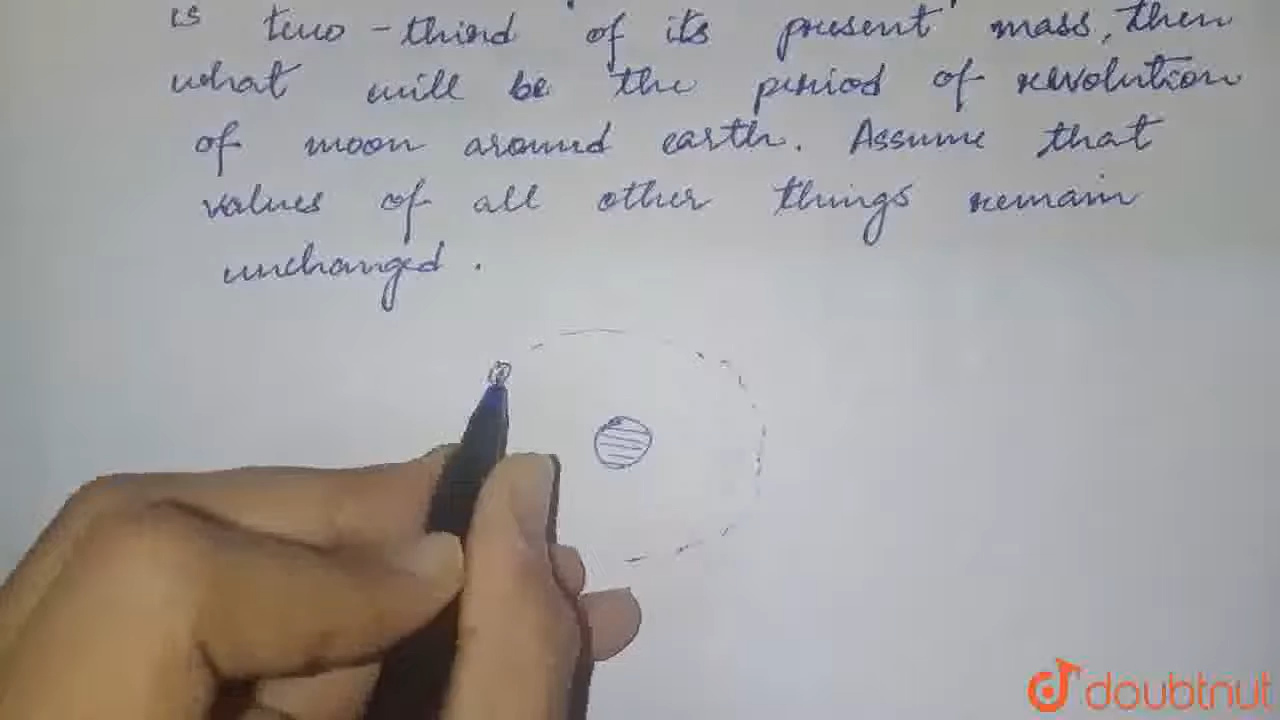 is two-third of its present mass, then
what will be the period of revolution
of moon around earth. Assume that
values of all other things remain
unchanged.
doubtnut